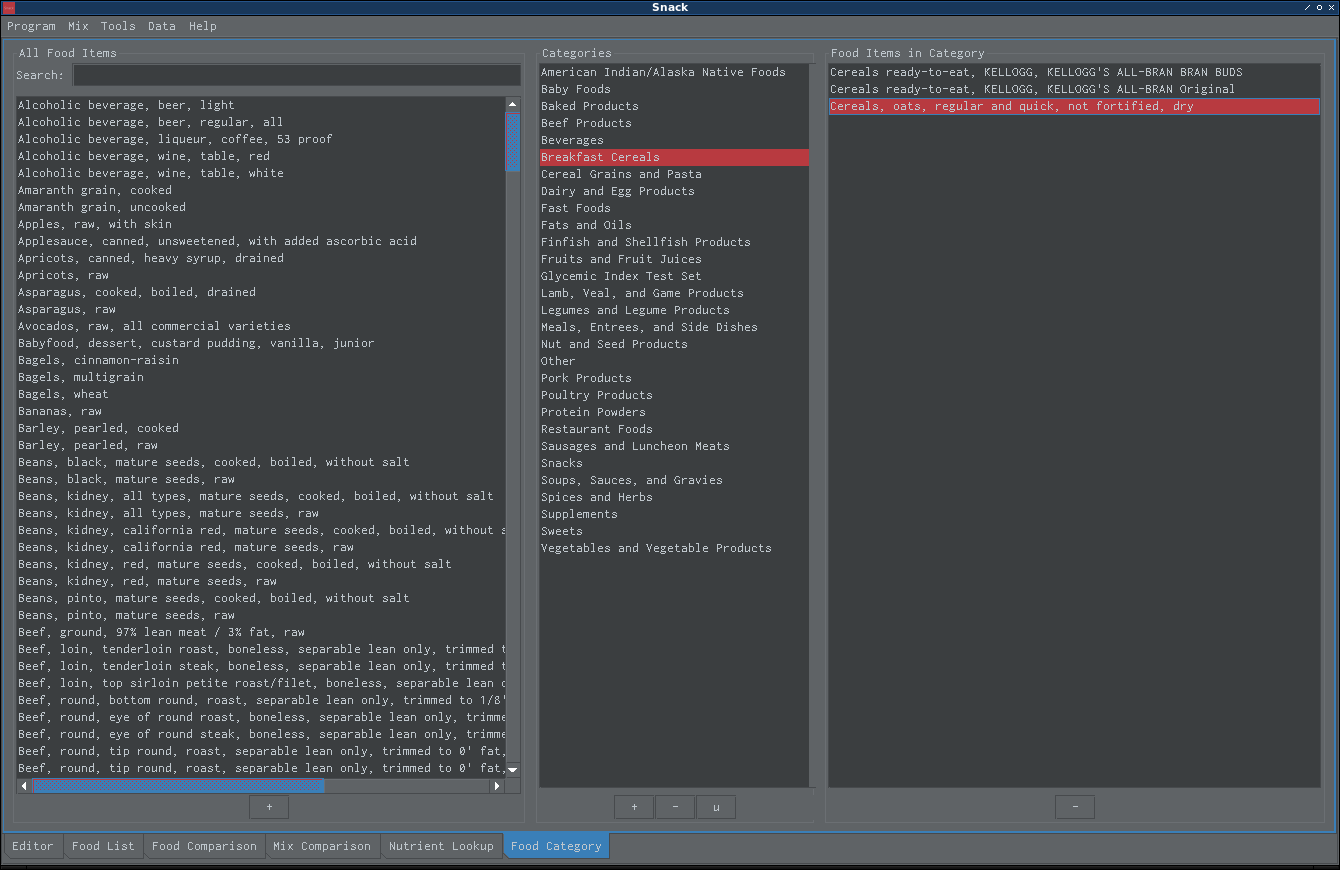 Snack
Program Mix Tools Data Help
All Food Items
Search:
Alcoholic beverage, beer, light
Alcoholic beverage, beer, regular, all
Alcoholic beverage, liqueur, coffee, 53 proof
Alcoholic beverage, wine, table, red
Alcoholic beverage, wine, table, white
Amaranth grain, cooked
Amaranth grain, uncooked
Apples, raw, with skin
Applesauce, canned, unsweetened, with added ascorbic acid
Apricots, canned, heavy syrup, drained
Apricots, raw
Asparagus, cooked, boiled, drained
Asparagus, raw
Avocados, raw, all commercial varieties
Babyfood, dessert, custard pudding, vanilla, junior
Bagels, cinnamon-raisin
Bagels, multigrain
Bagels, wheat
Bananas, raw
Barley, pearled, cooked
Barley, pearled, raw
Beans, black, mature seeds, cooked, boiled, without salt
Beans, black, mature seeds, raw
Beans, kidney, all types, mature seeds, cooked, boiled, without salt
Beans, kidney, all types, mature seeds, raw
Beans, kidney, california red, mature seeds, cooked, boiled, without s
Beans, kidney, california red, mature seeds, raw
Beans, kidney, red, mature seeds, cooked, boiled, without salt
Beans, kidney, red, mature seeds, raw
Beans, pinto, mature seeds, cooked, boiled, without salt
Beans, pinto, mature seeds, raw
Beef, ground, 97% lean meat / 3% fat, raw
Beef, loin, tenderloin roast, boneless, separable lean only, trimmed t
Beef, loin, tenderloin steak, boneless, separable lean only, trimmed t
Beef, loin, top sirloin petite roast/filet, boneless, separable lean o
Beef, round, bottom round, roast, separable lean only, trimmed to 1/8'
Beef, round, eye of round roast, boneless, separable lean only, trimme
Beef, round, eye of round steak, boneless, separable lean only, trimme
Beef, round, tip round, roast, separable lean only, trimmed to 0' fat,
Beef, round, tip round, roast, separable lean only, trimmed to 0' fat,
+
Categories
American Indian/Alaska Native Foods
Baby Foods
Baked Products
Beef Products
Beverages
Breakfast Cereals
Cereal Grains and Pasta
Dairy and Egg Products
Fast Foods
Fats and Oils
Finfish and Shellfish Products
Fruits and Fruit Juices
Glycemic Index Test Set
Lamb, Veal, and Game Products
Legumes and Legume Products
Meals, Entrees, and Side Dishes
Nut and Seed Products
Other
Pork Products
Poultry Products
Protein Powders
Restaurant Foods
Sausages and Luncheon Meats
Snacks
Soups, Sauces, and Gravies
Spices and Herbs
Supplements
Sweets
Vegetables and Vegetable Products
+ - u
Food Items in Category
Cereals ready-to-eat, KELLOGG, KELLOGG'S ALL-BRAN BRAN BUDS
Cereals ready-to-eat, KELLOGG, KELLOGG'S ALL-BRAN Original
Cereals, oats, regular and quick, not fortified, dry
-
Editor Food List Food Comparison Mix Comparison Nutrient Lookup Food Category